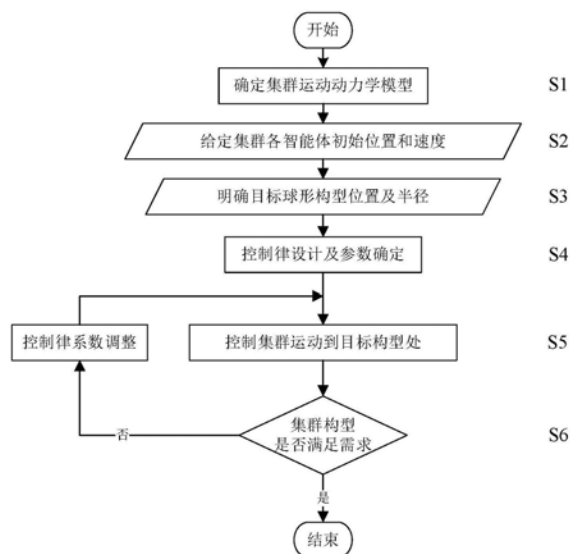 开始
确定集群运动动力学模型
S1
给定集群各智能体初始位置和速度
S2
明确目标球形构型位置及半径
S3
控制律设计及参数确定
S4
控制律系数调整
控制集群运动到目标构型处
S5
集群构型
是否满足需求
S6
否
是
结束